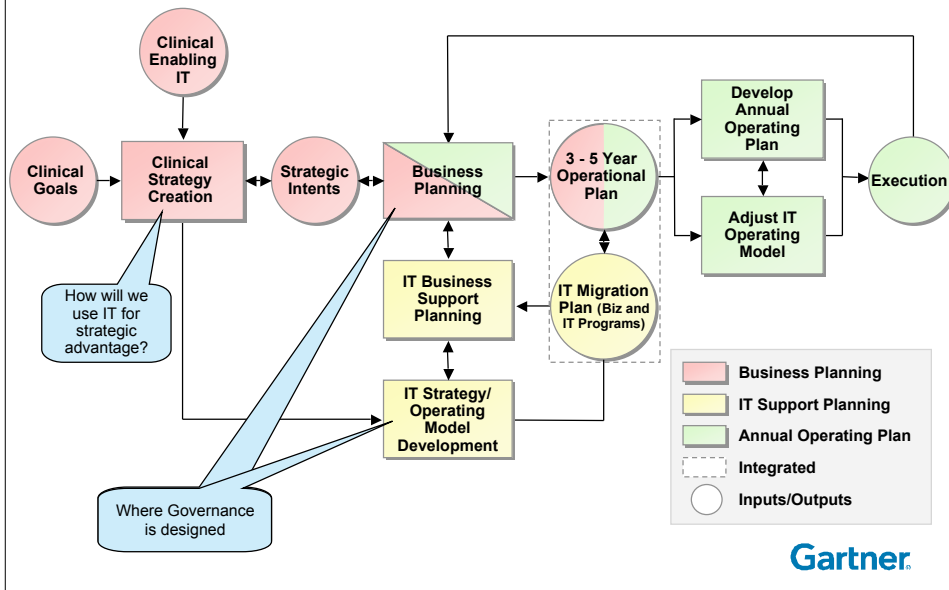 Clinical
Enabling
IT
Clinical
Goals
Clinical
Strategy
Creation
Strategic
Intents
Business
Planning
3 - 5 Year
Operational
Plan
Develop
Annual
Operating
Plan
Adjust IT
Operating
Model
Execution
How will we
use IT for
strategic
advantage?
IT Business
Support
Planning
IT Migration
Plan (Biz and
IT Programs)
IT Strategy/
Operating
Model
Development
Where Governance
is designed
Business Planning
IT Support Planning
Annual Operating Plan
Integrated
Inputs/Outputs
Gartner